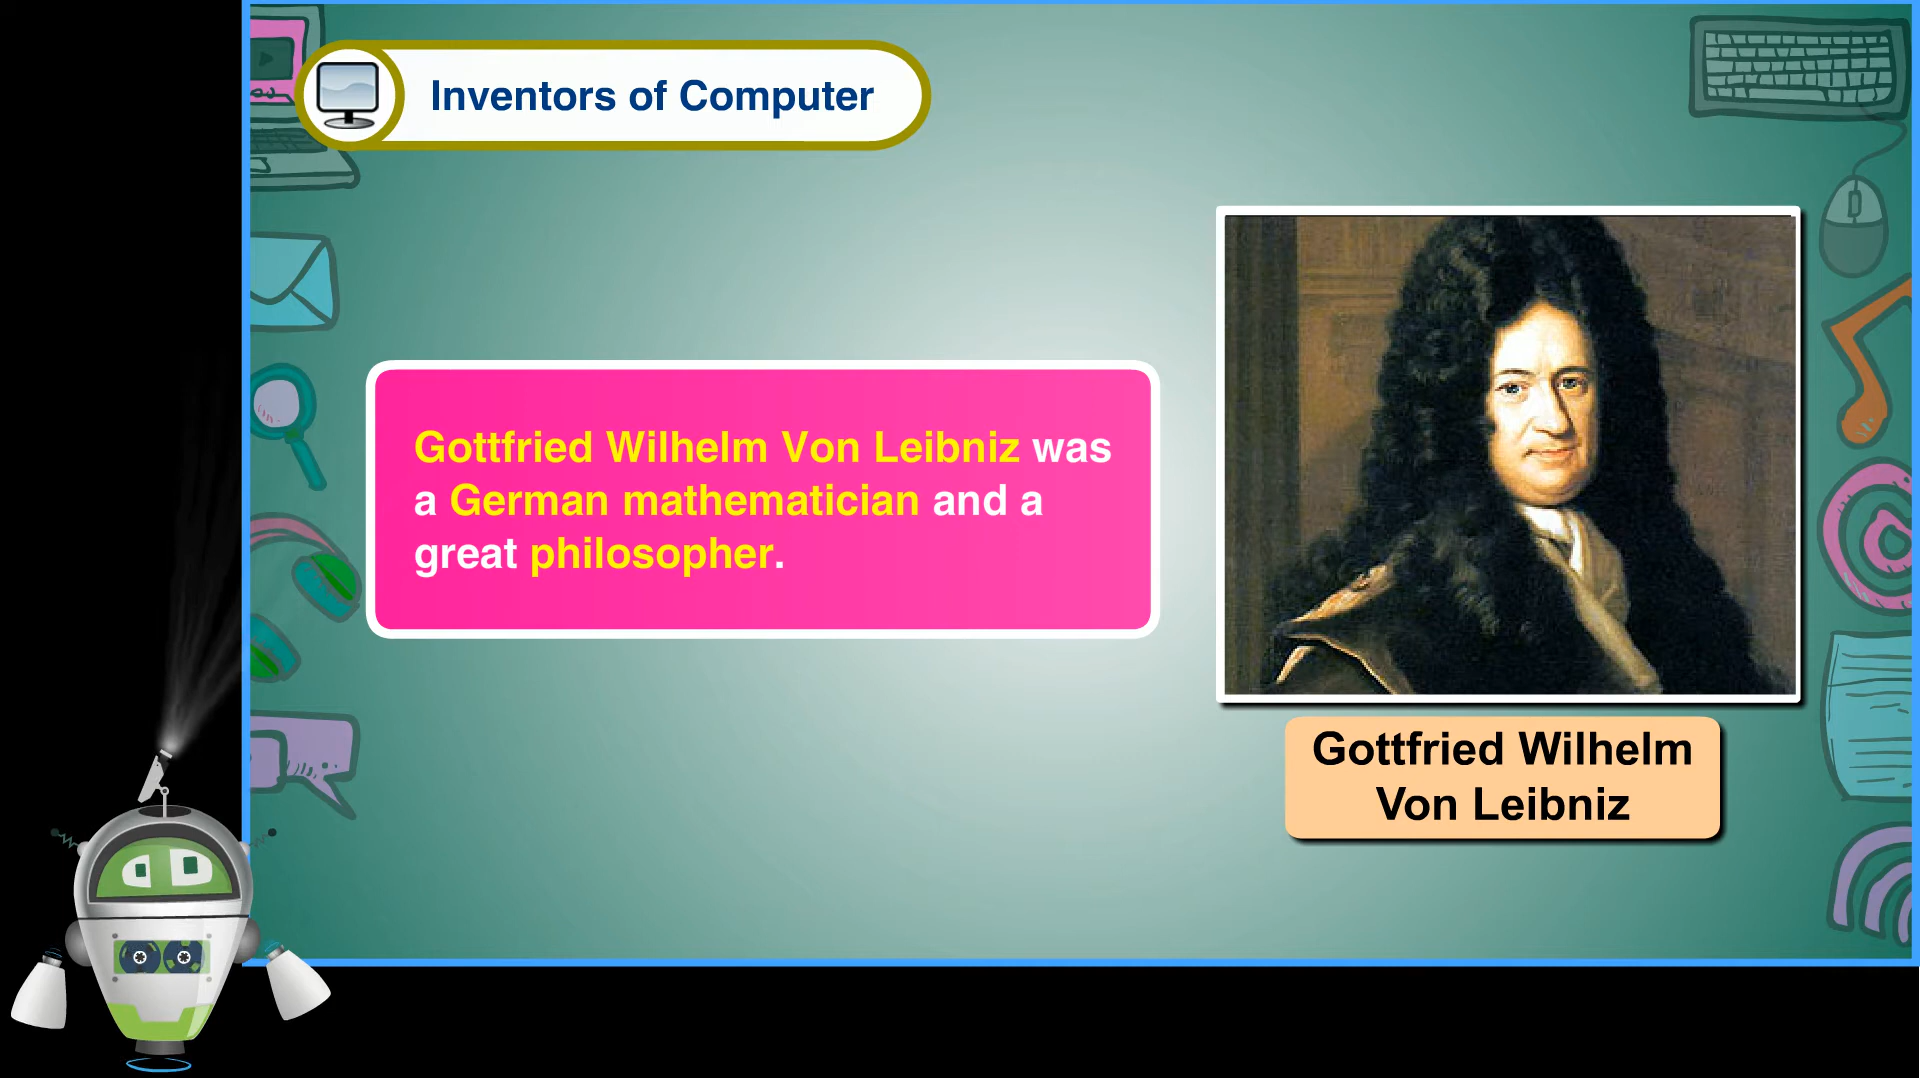 Inventors of Computer
Gottfried Wilhelm Von Leibniz was
a German mathematician and a
great philosopher.
Gottfried Wilhelm
Von Leibniz